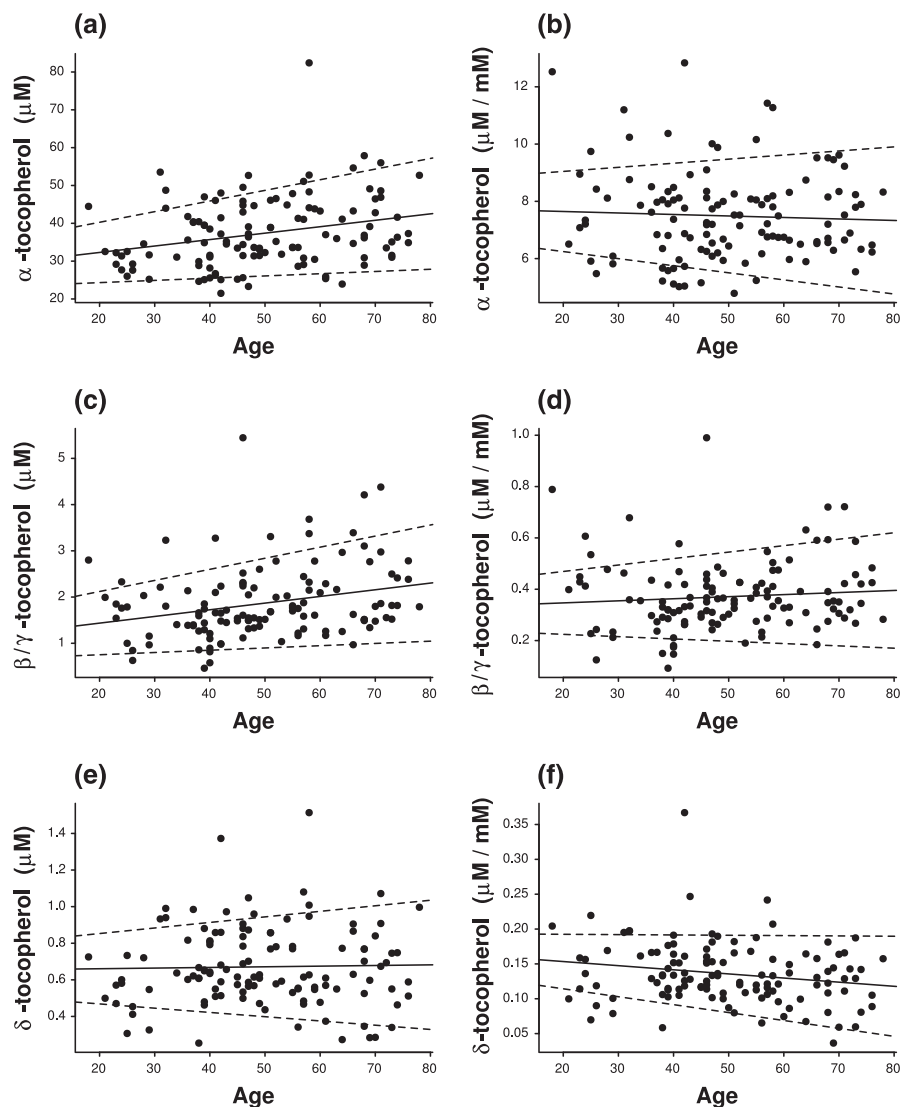 (a)
α -tocopherol (μM)
80
70
60
50
40
30
20
20 30 40 50 60 70 80
Age
(b)
α -tocopherol (μM / mM)
12
10
8
6
20 30 40 50 60 70 80
Age
(c)
β/γ -tocopherol (μM)
5
4
3
2
1
20 30 40 50 60 70 80
Age
(d)
β/γ -tocopherol (μM / mM)
1.0
0.8
0.6
0.4
0.2
20 30 40 50 60 70 80
Age
(e)
δ -tocopherol (μM)
1.4
1.2
1.0
0.8
0.6
0.4
20 30 40 50 60 70 80
Age
(f)
δ-tocopherol (μM / mM)
0.35
0.30
0.25
0.20
0.15
0.10
0.05
20 30 40 50 60 70 80
Age